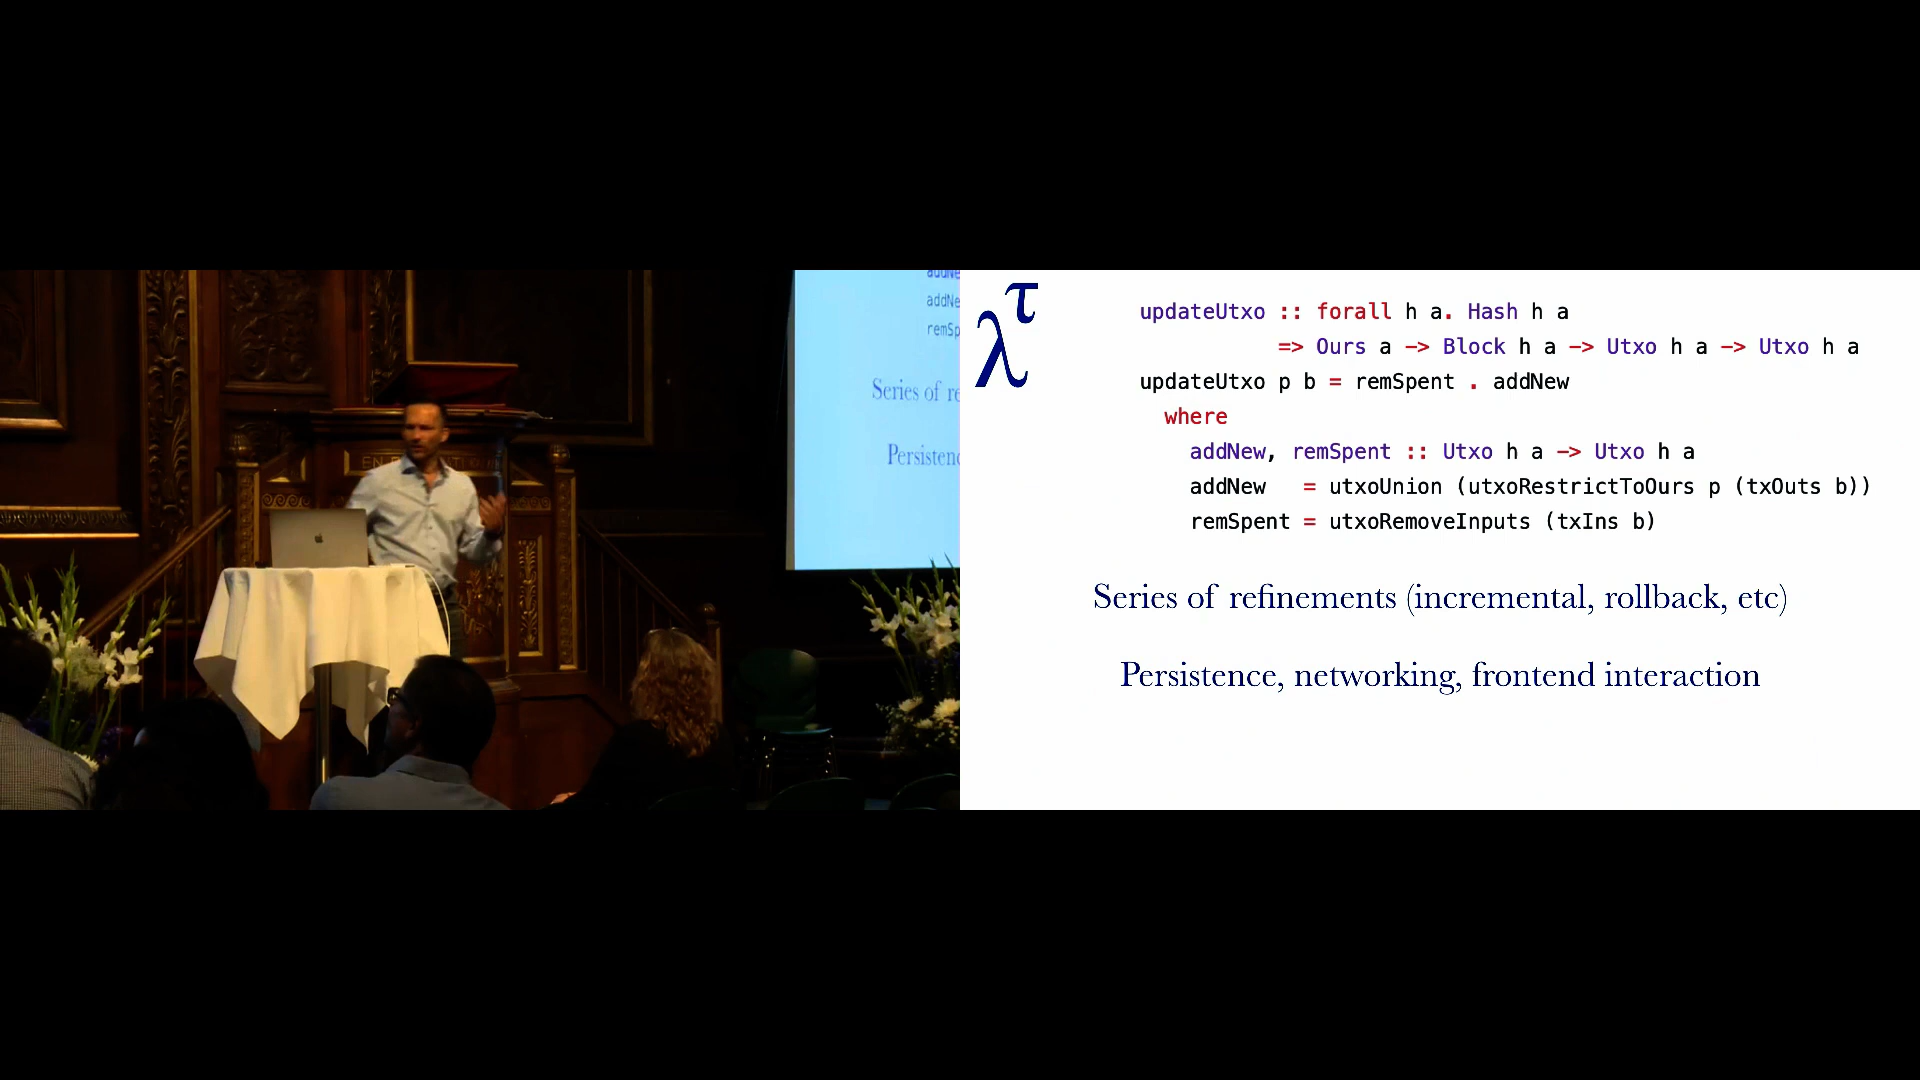 addNe
remSp
Series of re
Persistenc
λτ
updateUtxo :: forall h a. Hash h a
=> Ours a -> Block h a -> Utxo h a -> Utxo h a
updateUtxo p b = remSpent . addNew
where
addNew, remSpent :: Utxo h a -> Utxo h a
addNew = utxoUnion (utxoRestrictToOurs p (txOuts b))
remSpent = utxoRemoveInputs (txIns b)
Series of refinements (incremental, rollback, etc)
Persistence, networking, frontend interaction